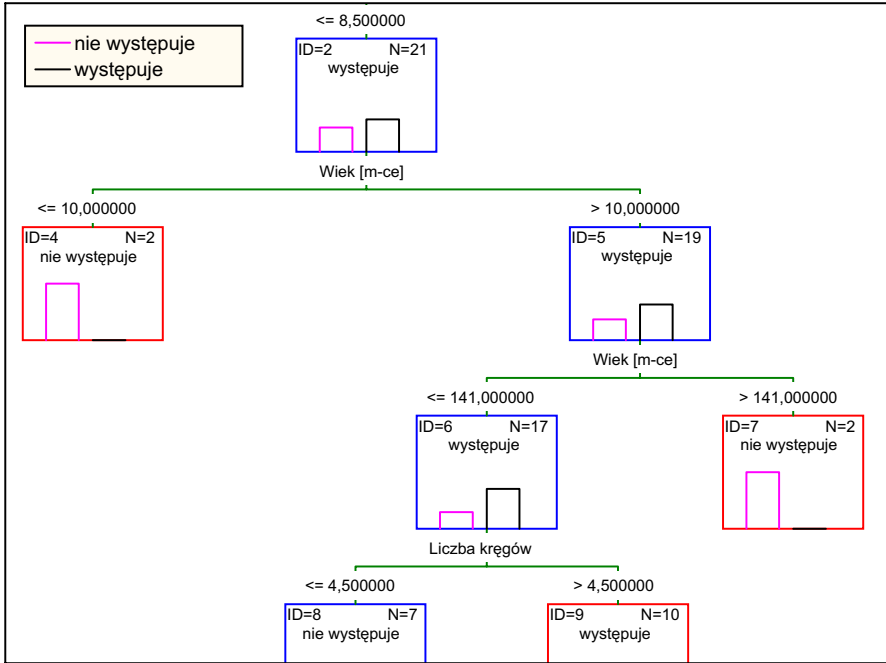 nie występuje
występuje
<= 8,500000
ID=2 N=21
występuje
Wiek [m-ce]
<= 10,000000 > 10,000000
ID=4 N=2
nie występuje
ID=5 N=19
występuje
Wiek [m-ce]
<= 141,000000 > 141,000000
ID=6 N=17
występuje
ID=7 N=2
nie występuje
Liczba kręgów
<= 4,500000 > 4,500000
ID=8 N=7
nie występuje
ID=9 N=10
występuje